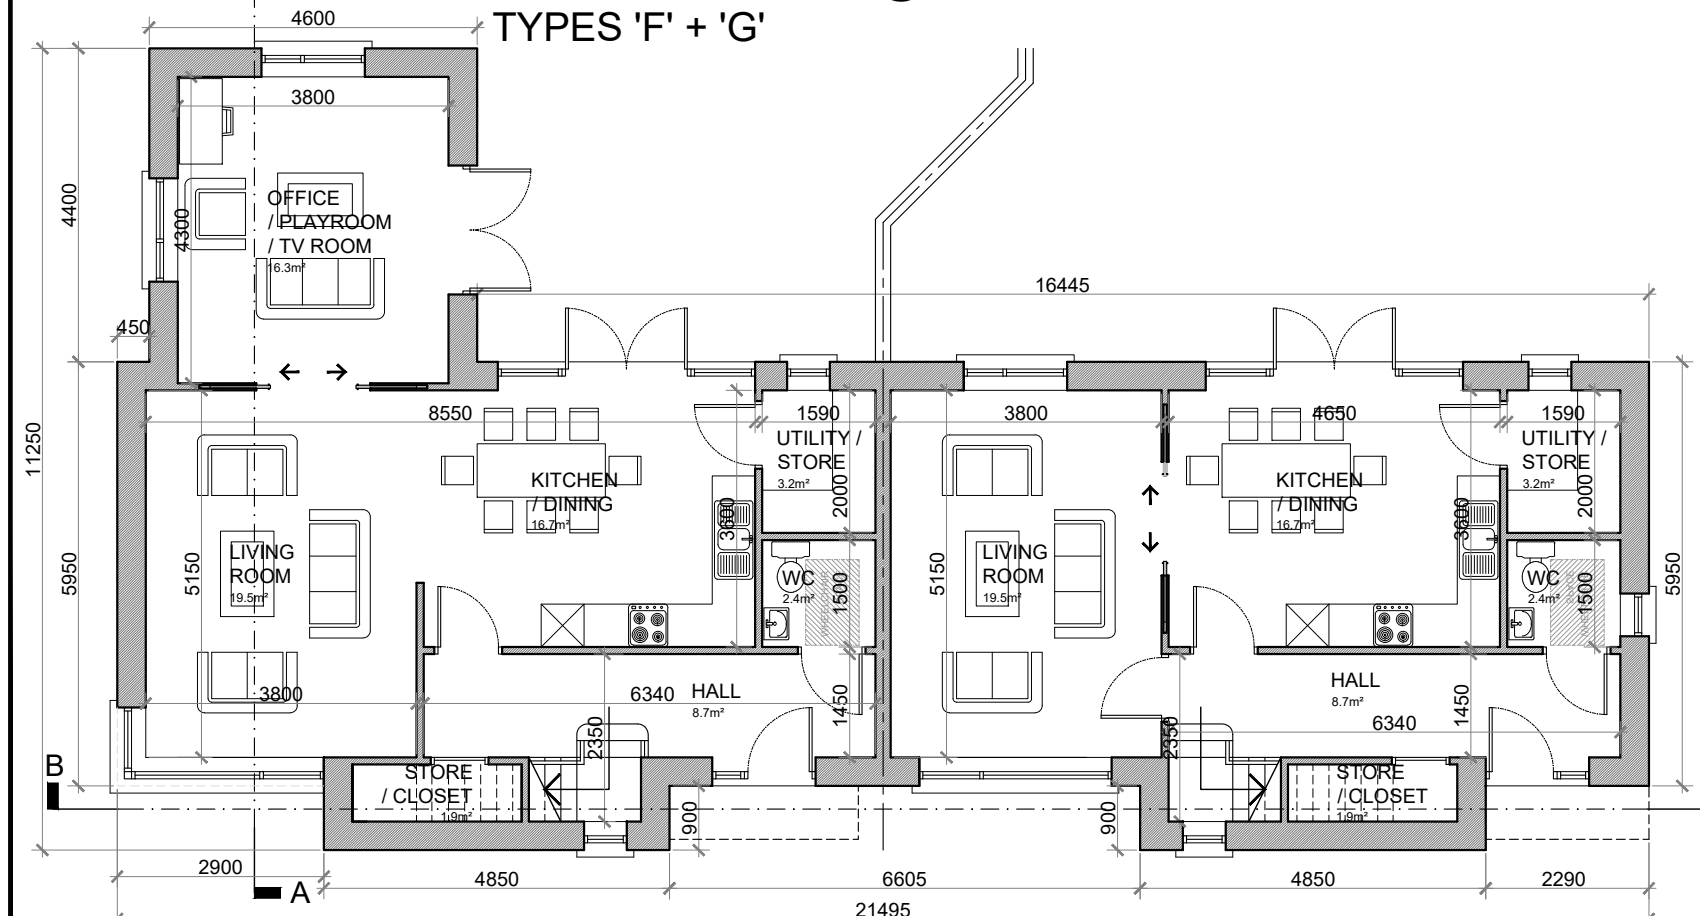 4600
TYPES 'F' + 'G'
3800
4400
OFFICE
/ PLAYROOM
/ TV ROOM
16.3m²
4300
16445
450
11250
8550
1590
3800
4650
1590
UTILITY /
STORE
3.2m²
2000
UTILITY /
STORE
3.2m²
2000
KITCHEN
/ DINING
16.7m²
3600
KITCHEN
/ DINING
16.7m²
3600
5950
5150
LIVING
ROOM
19.5m²
WC
2.4m²
1500
5150
LIVING
ROOM
19.5m²
WC
2.4m²
1500
5950
3800
6340
HALL
8.7m²
1450
2350
HALL
8.7m²
6340
1450
2350
B
STORE
/ CLOSET
1.9m²
STORE
/ CLOSET
1.9m²
900
900
2900
A
4850
6605
4850
2290
21495